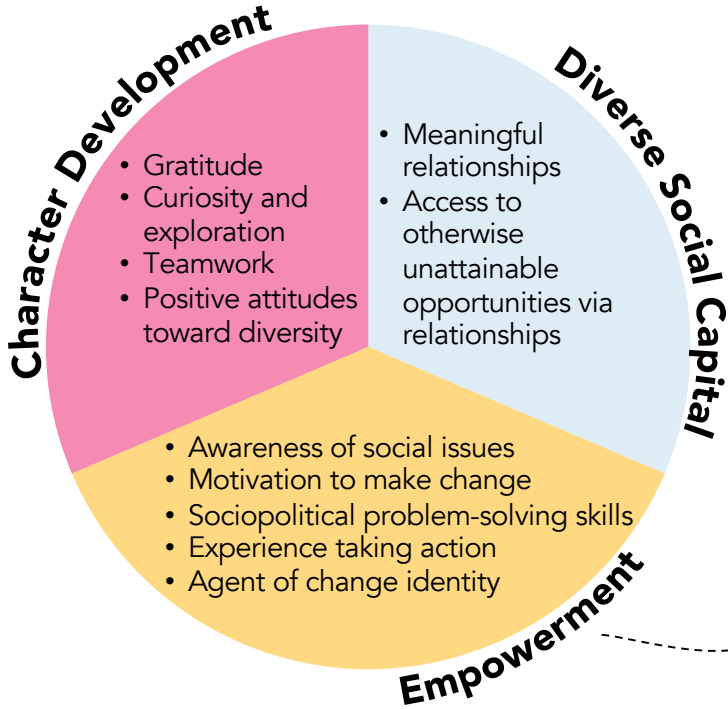 Character Development
• Gratitude
• Curiosity and
exploration
• Teamwork
• Positive attitudes
toward diversity
Diverse Social Capital
• Meaningful
relationships
• Access to
otherwise
unattainable
opportunities via
relationships
• Awareness of social issues
• Motivation to make change
• Sociopolitical problem-solving skills
• Experience taking action
• Agent of change identity
Empowerment